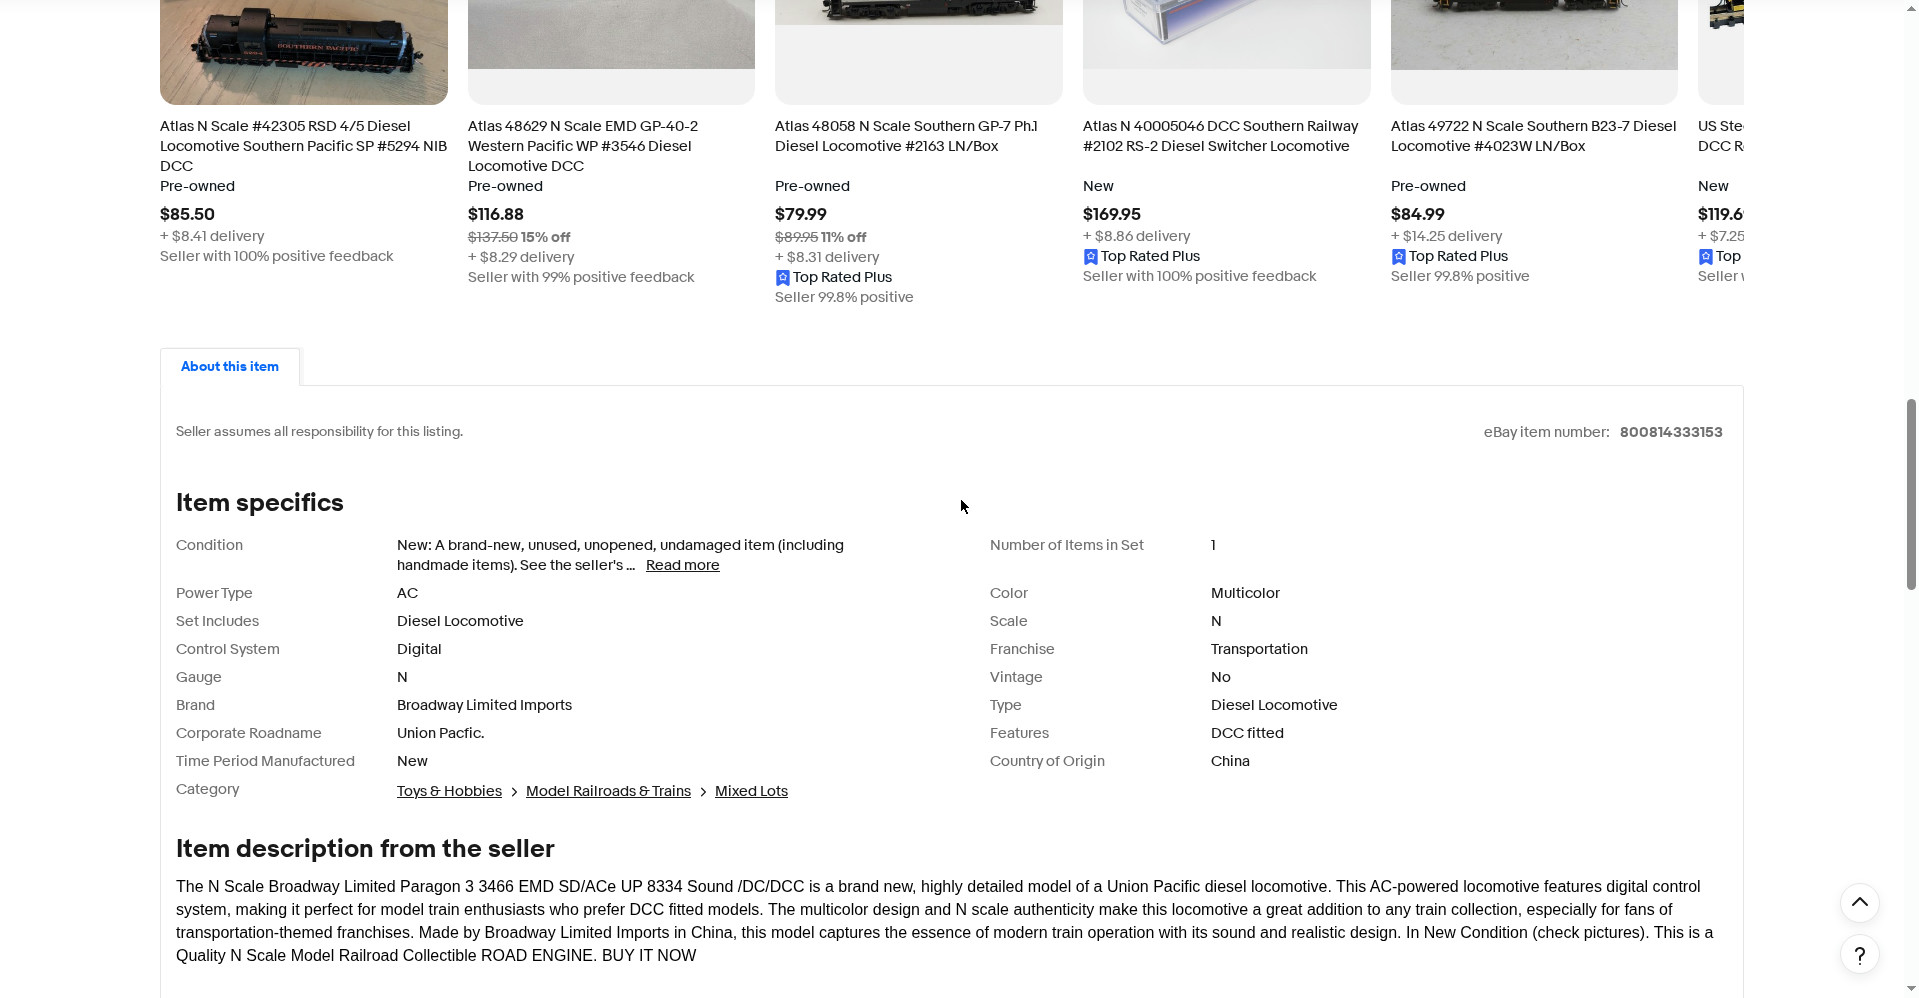 SOUTHERN PACIFIC
Atlas N Scale #42305 RSD 4/5 Diesel
Locomotive Southern Pacific SP #5294 NIB
DCC
Pre-owned
$85.50
+ $8.41 delivery
Seller with 100% positive feedback
Atlas 48629 N Scale EMD GP-40-2
Western Pacific WP #3546 Diesel
Locomotive DCC
Pre-owned
$116.88
$137.50 15% off
+ $8.29 delivery
Seller with 99% positive feedback
Atlas 48058 N Scale Southern GP-7 Ph.1
Diesel Locomotive #2163 LN/Box
Pre-owned
$79.99
$89.95 11% off
+ $8.31 delivery
Top Rated Plus
Seller 99.8% positive
Atlas N 40005046 DCC Southern Railway
#2102 RS-2 Diesel Switcher Locomotive
New
$169.95
+ $8.86 delivery
Top Rated Plus
Seller with 100% positive feedback
Atlas 49722 N Scale Southern B23-7 Diesel
Locomotive #4023W LN/Box
Pre-owned
$84.99
+ $14.25 delivery
Top Rated Plus
Seller 99.8% positive
US Ste
DCC R
New
$119.6
+ $7.25
Top
Seller
About this item
Seller assumes all responsibility for this listing.
eBay item number: 800814333153
Item specifics
Condition
New: A brand-new, unused, unopened, undamaged item (including
handmade items). See the seller's ... Read more
Number of Items in Set
1
Power Type
AC
Color
Multicolor
Set Includes
Diesel Locomotive
Scale
N
Control System
Digital
Franchise
Transportation
Gauge
N
Vintage
No
Brand
Broadway Limited Imports
Type
Diesel Locomotive
Corporate Roadname
Union Pacfic.
Features
DCC fitted
Time Period Manufactured
New
Country of Origin
China
Category
Toys & Hobbies > Model Railroads & Trains > Mixed Lots
Item description from the seller
The N Scale Broadway Limited Paragon 3 3466 EMD SD/ACe UP 8334 Sound /DC/DCC is a brand new, highly detailed model of a Union Pacific diesel locomotive. This AC-powered locomotive features digital control
system, making it perfect for model train enthusiasts who prefer DCC fitted models. The multicolor design and N scale authenticity make this locomotive a great addition to any train collection, especially for fans of
transportation-themed franchises. Made by Broadway Limited Imports in China, this model captures the essence of modern train operation with its sound and realistic design. In New Condition (check pictures). This is a
Quality N Scale Model Railroad Collectible ROAD ENGINE. BUY IT NOW
?